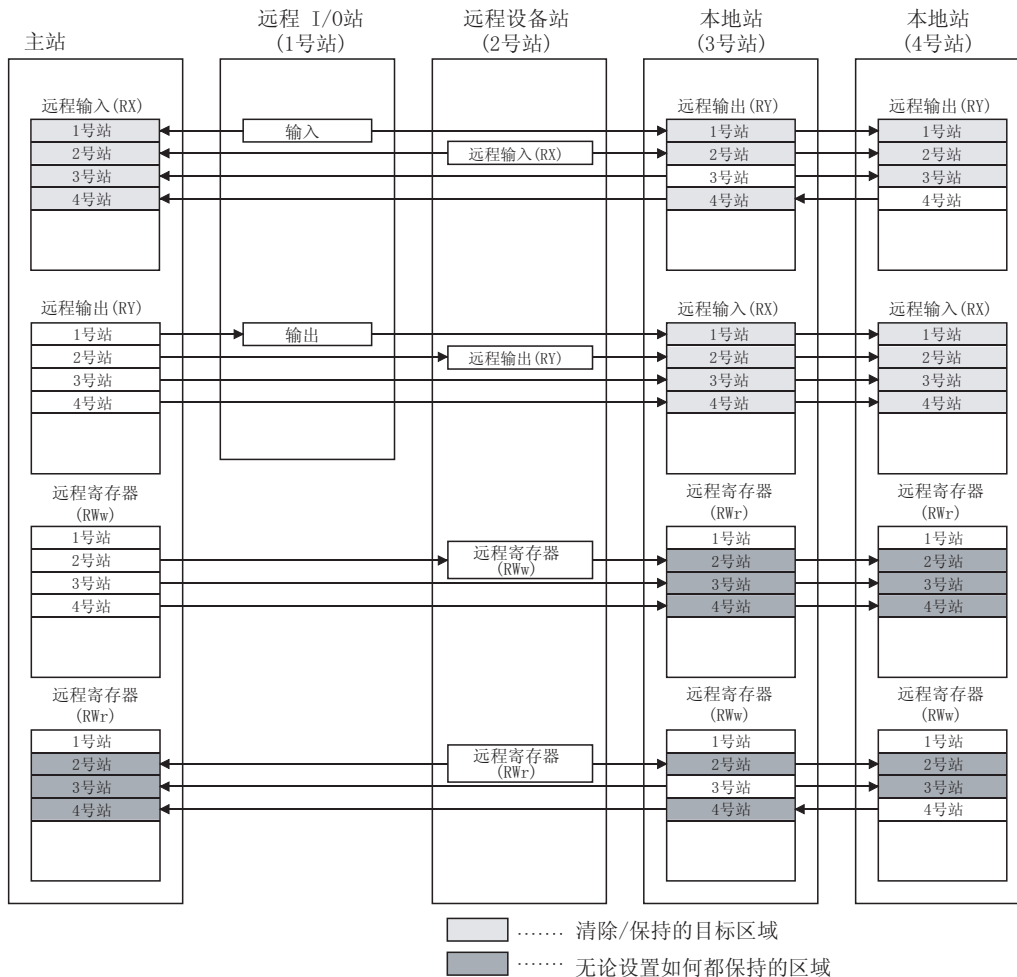 主站
远程 I/O站
(1号站)
远程设备站
(2号站)
本地站
(3号站)
本地站
(4号站)
远程输入(RX)
1号站
2号站
3号站
4号站
输入
远程输入(RX)
远程输出(RY)
1号站
2号站
3号站
4号站
远程输出(RY)
1号站
2号站
3号站
4号站
远程输出(RY)
1号站
2号站
3号站
4号站
输出
远程输出(RY)
远程输入(RX)
1号站
2号站
3号站
4号站
远程输入(RX)
1号站
2号站
3号站
4号站
远程寄存器
(RWw)
1号站
2号站
3号站
4号站
远程寄存器
(RWw)
远程寄存器
(RWr)
1号站
2号站
3号站
4号站
远程寄存器
(RWr)
1号站
2号站
3号站
4号站
远程寄存器
(RWr)
1号站
2号站
3号站
4号站
远程寄存器
(RWr)
远程寄存器
(RWw)
1号站
2号站
3号站
4号站
远程寄存器
(RWw)
1号站
2号站
3号站
4号站
……… 清除/保持的目标区域
……… 无论设置如何都保持的区域